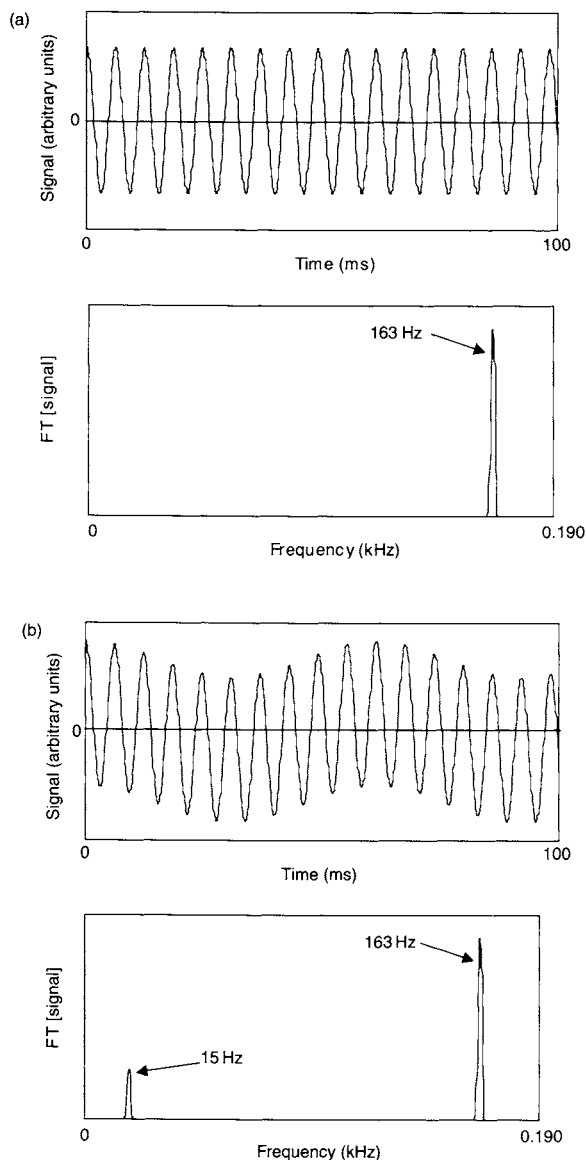 (a)
Signal (arbitrary units)
0
0
100
Time (ms)
FT [signal]
163 Hz
0
0.190
Frequency (kHz)
(b)
Signal (arbitrary units)
0
0
100
Time (ms)
FT [signal]
163 Hz
15 Hz
0
0.190
Frequency (kHz)